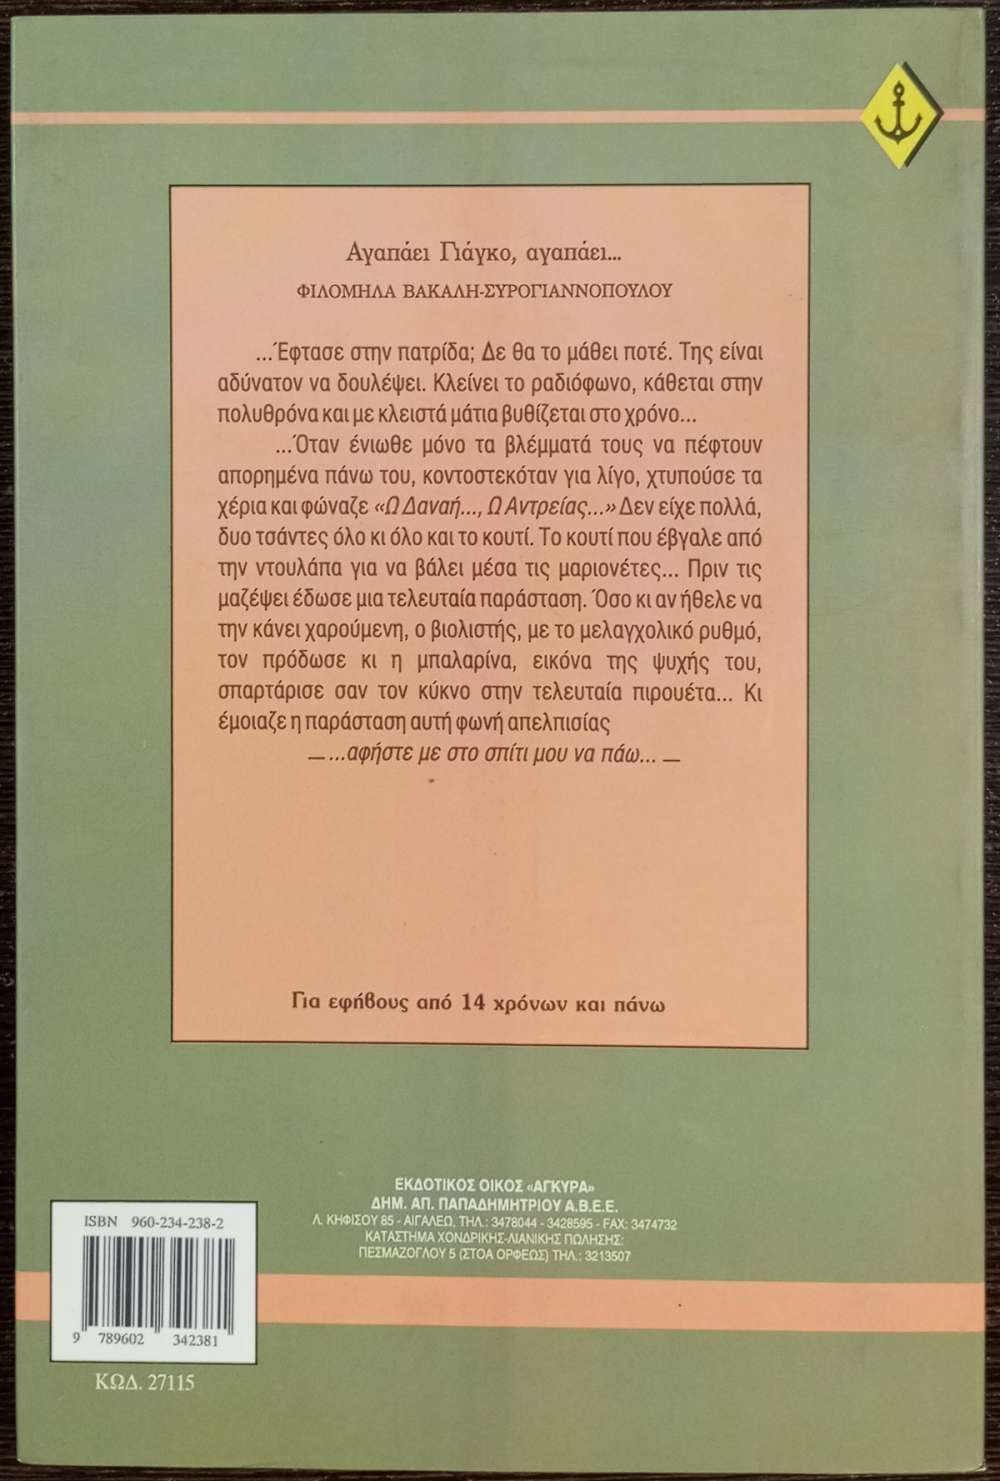 Αγαπάει Γιάγκο, αγαπάει...
ΦΙΛΟΜΗΛΑ ΒΑΚΑΛΗ-ΣΥΡΟΓΙΑΝΝΟΠΟΥΛΟΥ
...Έφτασε στην πατρίδα; Δε θα το μάθει ποτέ. Της είναι
αδύνατον να δουλέψει. Κλείνει το ραδιόφωνο, κάθεται στην
πολυθρόνα και με κλειστά μάτια βυθίζεται στο χρόνο...
...Όταν ένιωθε μόνο τα βλέμματά τους να πέφτουν
απορημένα πάνω του, κοντοστεκόταν για λίγο, χτυπούσε τα
χέρια και φώναζε «Ω Δαναή..., Ω Αντρείας...» Δεν είχε πολλά,
δυο τσάντες όλο κι όλο και το κουτί. Το κουτί που έβγαλε από
την ντουλάπα για να βάλει μέσα τις μαριονέτες... Πριν τις
μαζέψει έδωσε μια τελευταία παράσταση. Όσο κι αν ήθελε να
την κάνει χαρούμενη, ο βιολιστής, με το μελαγχολικό ρυθμό,
τον πρόδωσε κι η μπαλαρίνα, εικόνα της ψυχής του,
σπαρτάρισε σαν τον κύκνο στην τελευταία πιρουέτα... Κι
έμοιαζε η παράσταση αυτή φωνή απελπισίας
– ...αφήστε με στο σπίτι μου να πάω... –
Για εφήβους από 14 χρόνων και πάνω
ΕΚΔΟΤΙΚΟΣ ΟΙΚΟΣ «ΑΓΚΥΡΑ»
ΔΗΜ. ΑΠ. ΠΑΠΑΔΗΜΗΤΡΙΟΥ Α.Β.Ε.Ε.
Λ. ΚΗΦΙΣΟΥ 85 - ΑΙΓΑΛΕΩ, ΤΗΛ.: 3478044 - 3428595 - FAX: 3474732
ΚΑΤΑΣΤΗΜΑ ΧΟΝΔΡΙΚΗΣ-ΛΙΑΝΙΚΗΣ ΠΩΛΗΣΗΣ:
ΠΕΣΜΑΖΟΓΛΟΥ 5 (ΣΤΟΑ ΟΡΦΕΩΣ) ΤΗΛ.: 3213507
ISBN 960-234-238-2
9 789602 342381
ΚΩΔ. 27115